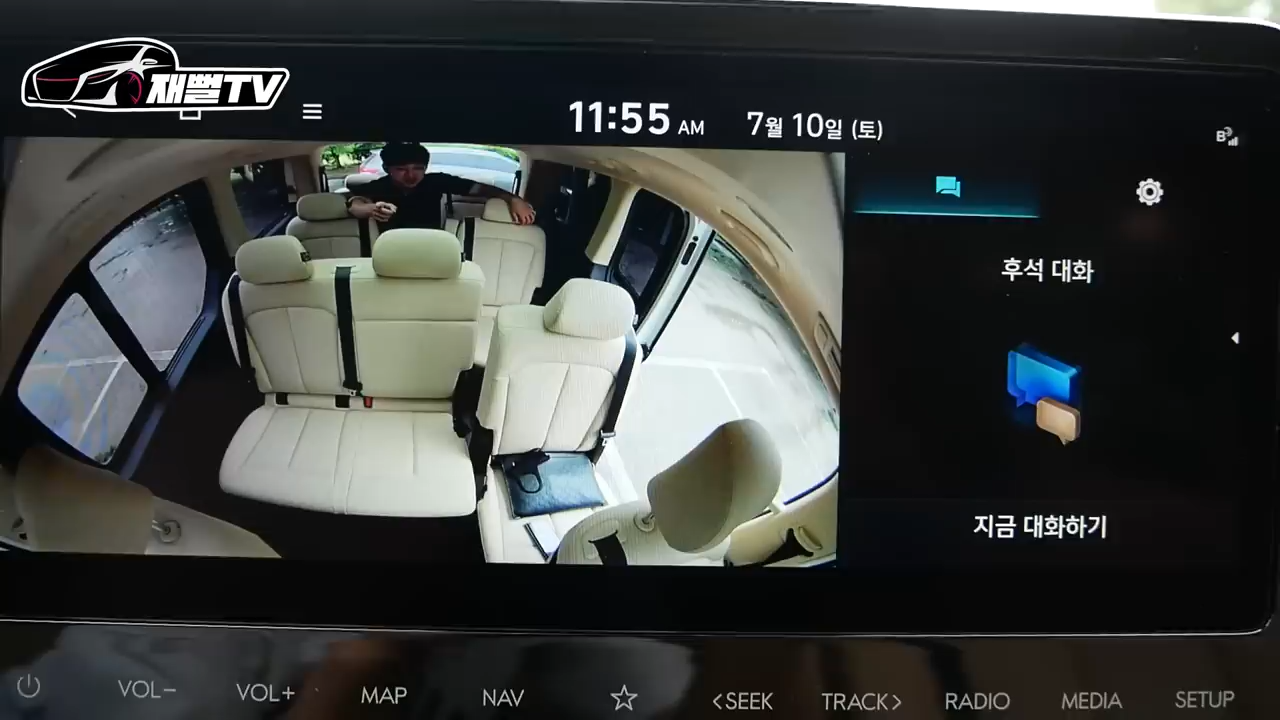 재뻘TV
11:55 AM 7월 10일 (토)
후석 대화
지금 대화하기
VOL− VOL+ MAP NAV <SEEK TRACK> RADIO MEDIA SETUP